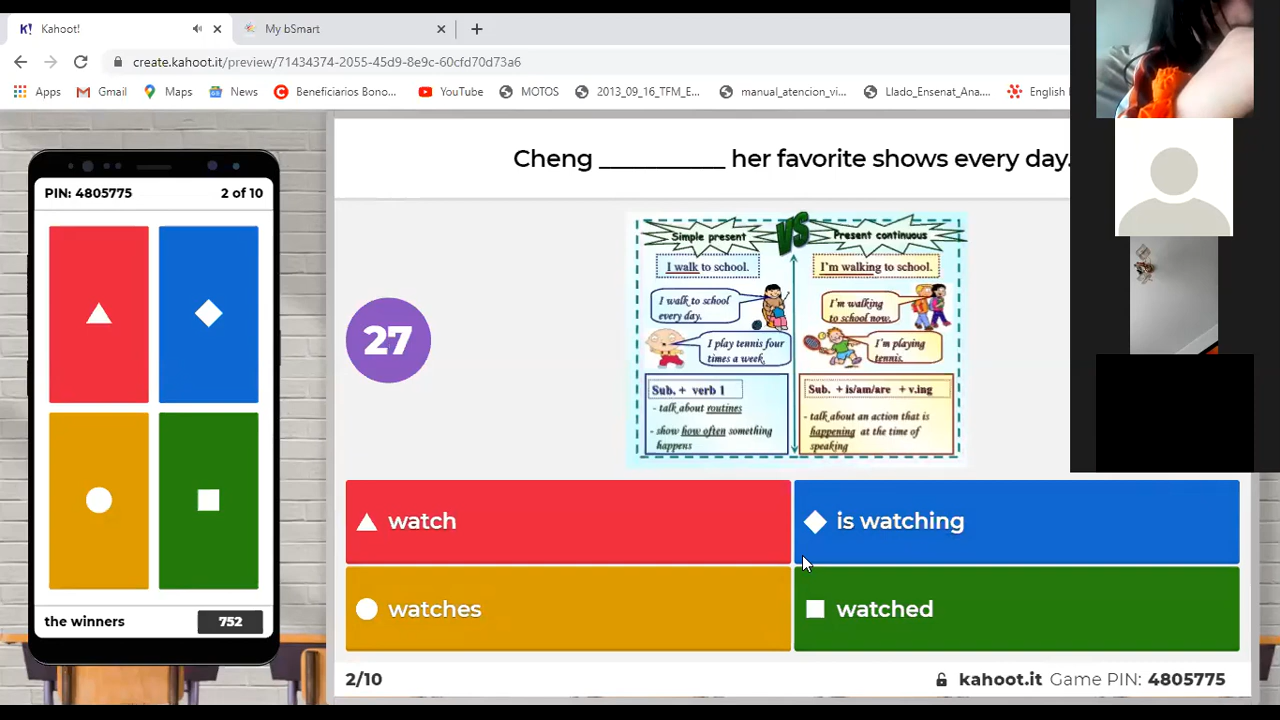 Kahoot!
My bSmart
create.kahoot.it/preview/71434374-2055-45d9-8e9c-60cfd70d73a6
Apps
Gmail
Maps
News
Beneficiarios Bono...
YouTube
MOTOS
2013_09_16_TFM_E...
manual_atencion_vi...
Llado_Ensenat_Ana....
English
PIN: 4805775
2 of 10
the winners
752
Cheng __________ her favorite shows every day.
27
Simple present
VS
Present continuous
I walk to school.
I'm walking to school.
I walk to school
every day.
I'm walking
to school now.
I play tennis four
times a week.
I'm playing
tennis.
Sub. + verb 1
- talk about routines
- show how often something
happens
Sub. + is/am/are + v.ing
- talk about an action that is
happening at the time of
speaking
watch
is watching
watches
watched
2/10
kahoot.it Game PIN: 4805775